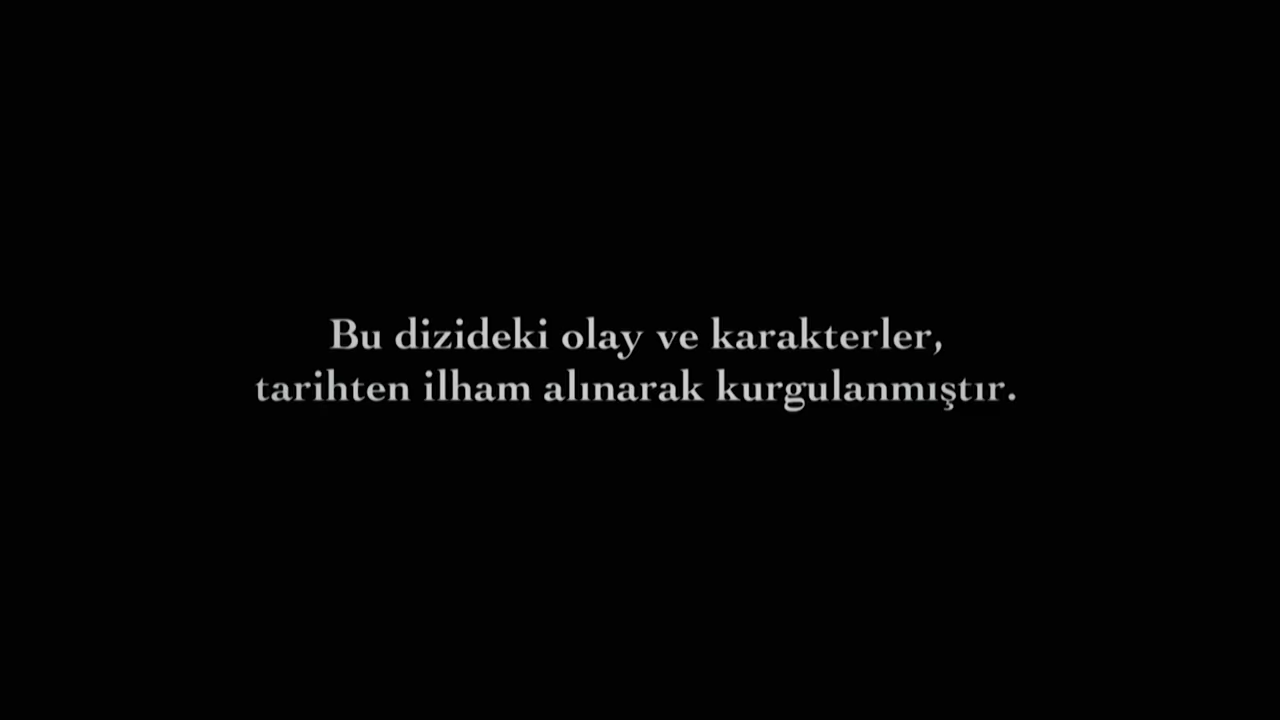 Bu dizideki olay ve karakterler,
tarihten ilham alınarak kurgulanmıştır.